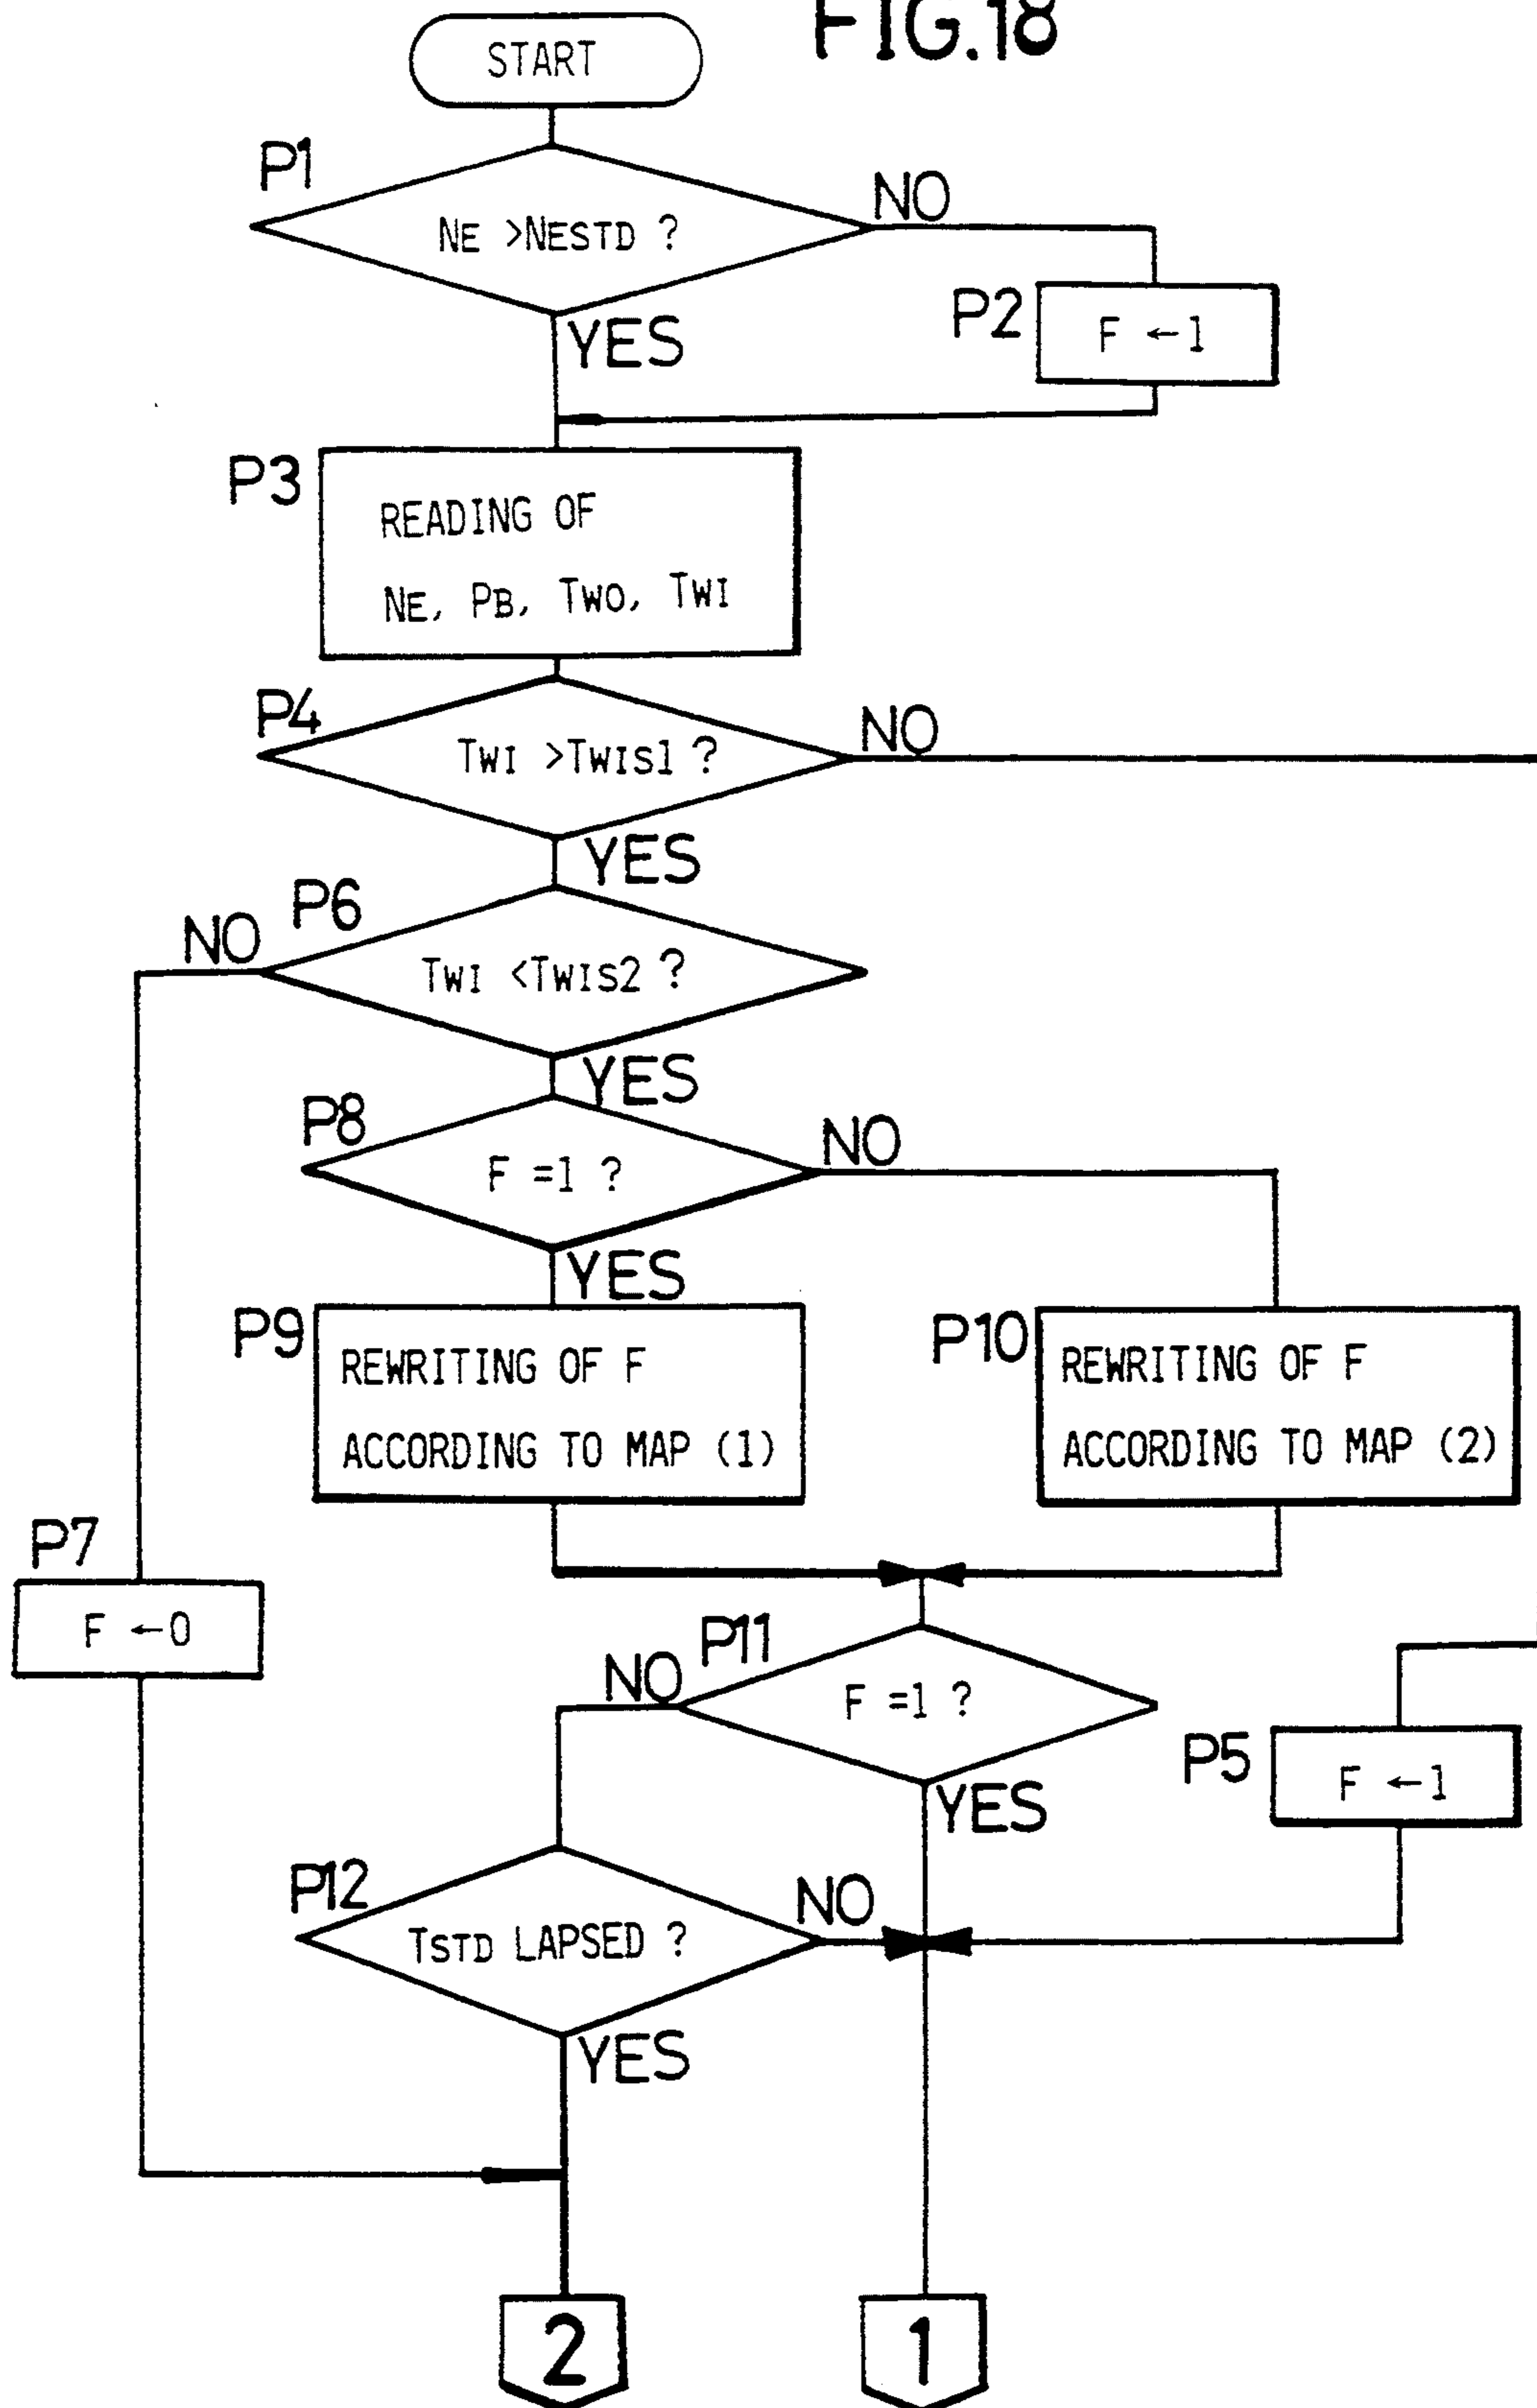 FIG.18
START
P1
NE >NESTD ?
NO
YES
P2
F ←1
P3
READING OF
NE, PB, TWO, TWI
P4
TWI >TWIS1 ?
NO
YES
P6
NO
TWI <TWIS2 ?
YES
P8
F =1 ?
NO
YES
P9
REWRITING OF F
ACCORDING TO MAP (1)
P10
REWRITING OF F
ACCORDING TO MAP (2)
P7
F ←0
P11
NO
F =1 ?
YES
P5
F ←1
P12
TSTD LAPSED ?
NO
YES
2
1